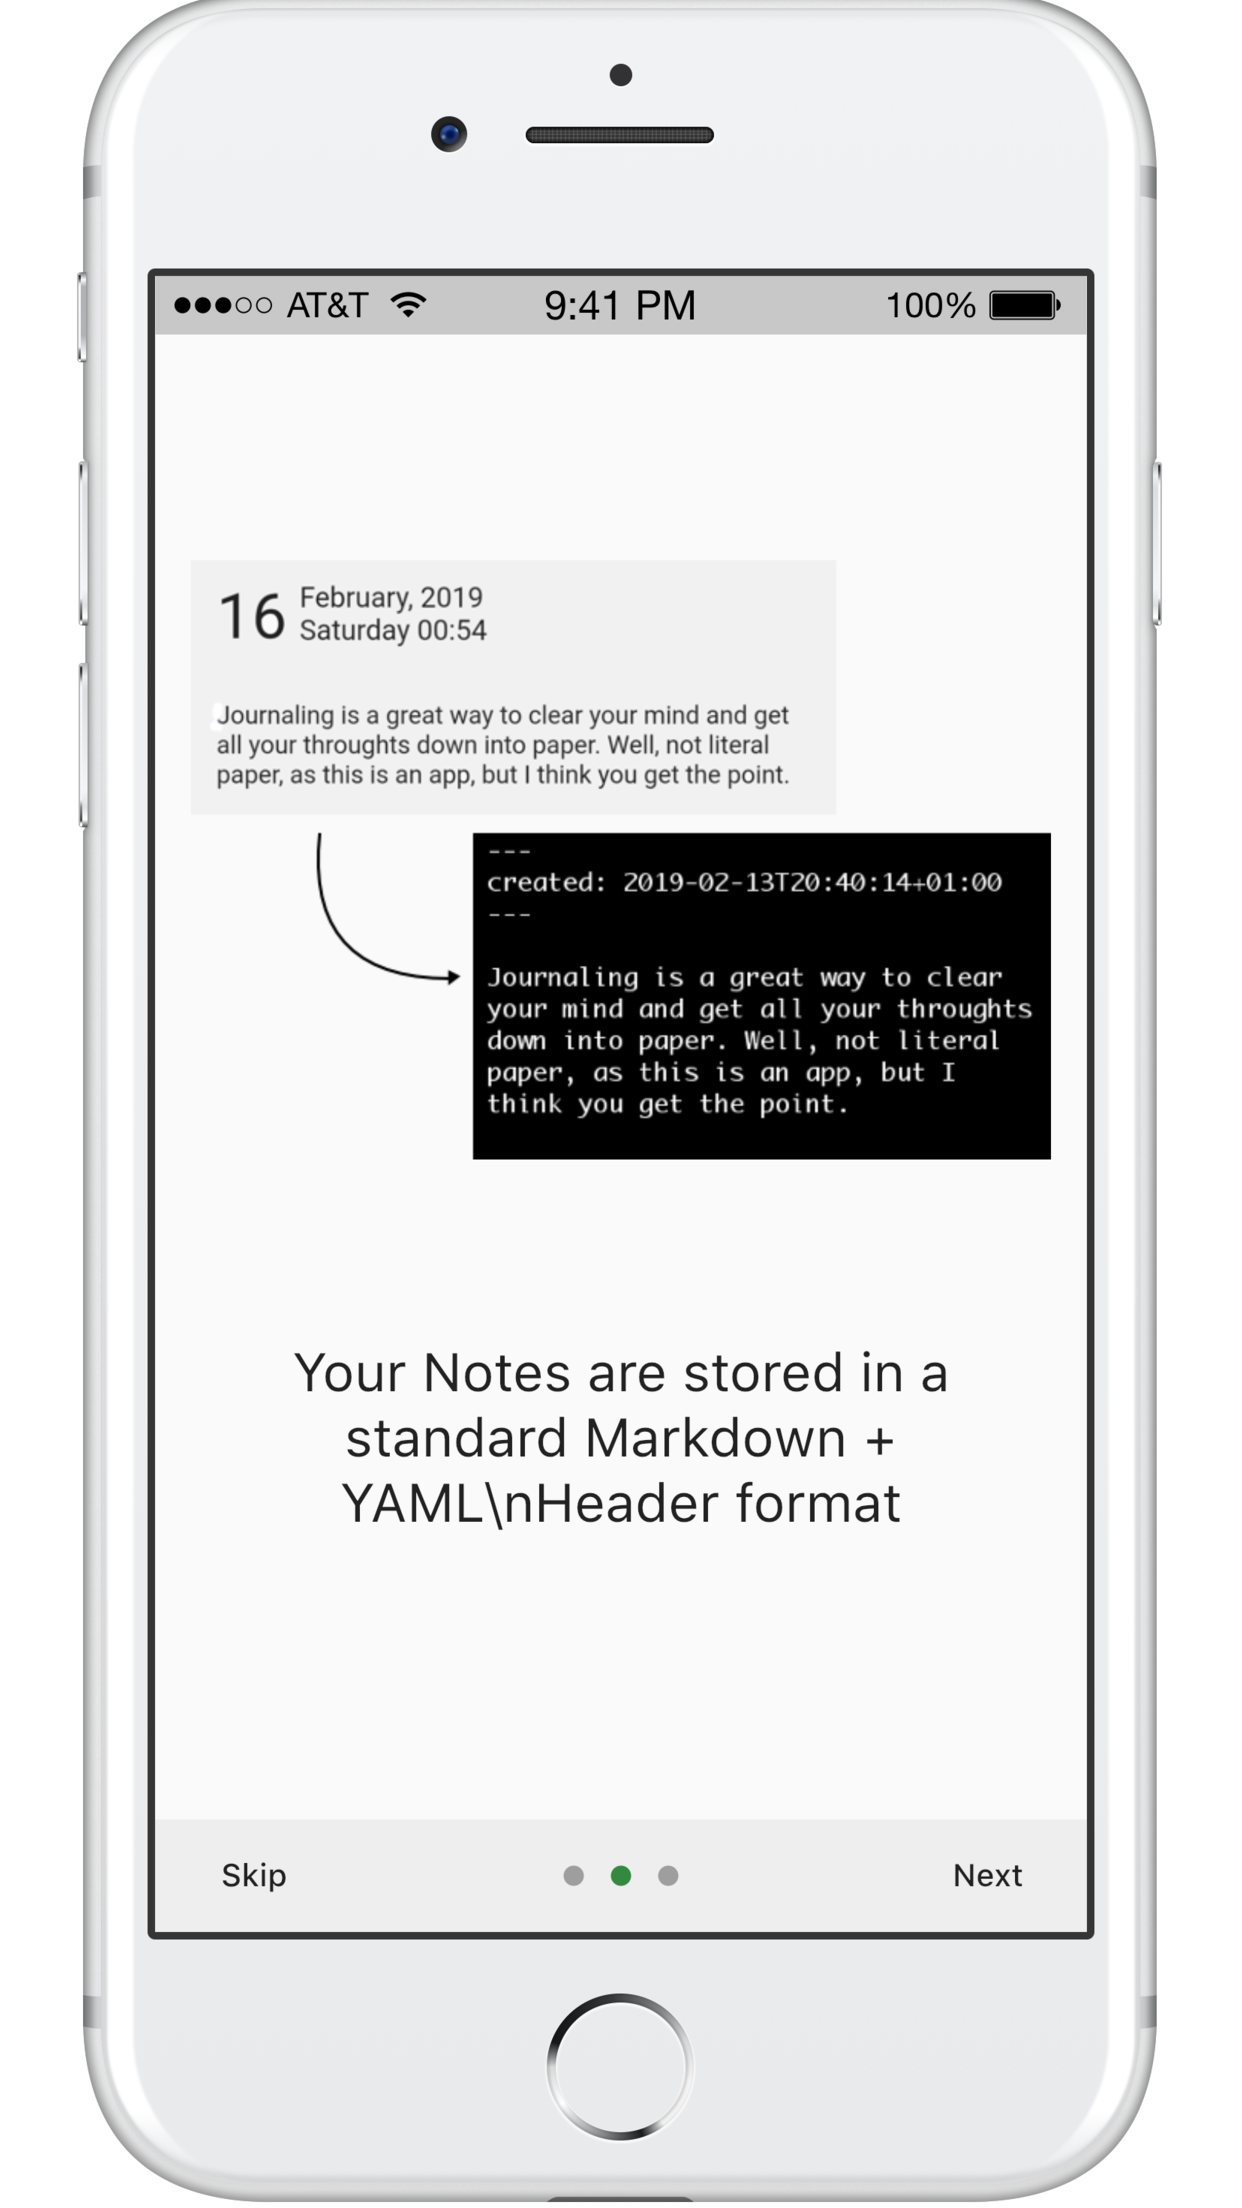 AT&T 9:41 PM 100%
16 February, 2019
Saturday 00:54
Journaling is a great way to clear your mind and get
all your throughts down into paper. Well, not literal
paper, as this is an app, but I think you get the point.
---
created: 2019-02-13T20:40:14+01:00
---
Journaling is a great way to clear
your mind and get all your throughts
down into paper. Well, not literal
paper, as this is an app, but I
think you get the point.
Your Notes are stored in a
standard Markdown +
YAML\nHeader format
Skip Next